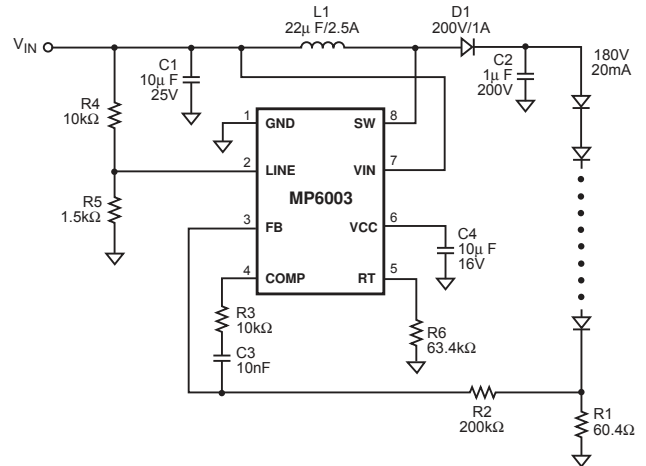 L1
22µ F/2.5A
D1
200V/1A
VIN
C1
10µ F
25V
C2
1µ F
200V
180V
20mA
R4
10kΩ
1
GND
SW
8
2
LINE
VIN
7
MP6003
R5
1.5kΩ
3
FB
VCC
6
C4
10µ F
16V
4
COMP
RT
5
R3
10kΩ
C3
10nF
R6
63.4kΩ
R2
200kΩ
R1
60.4Ω